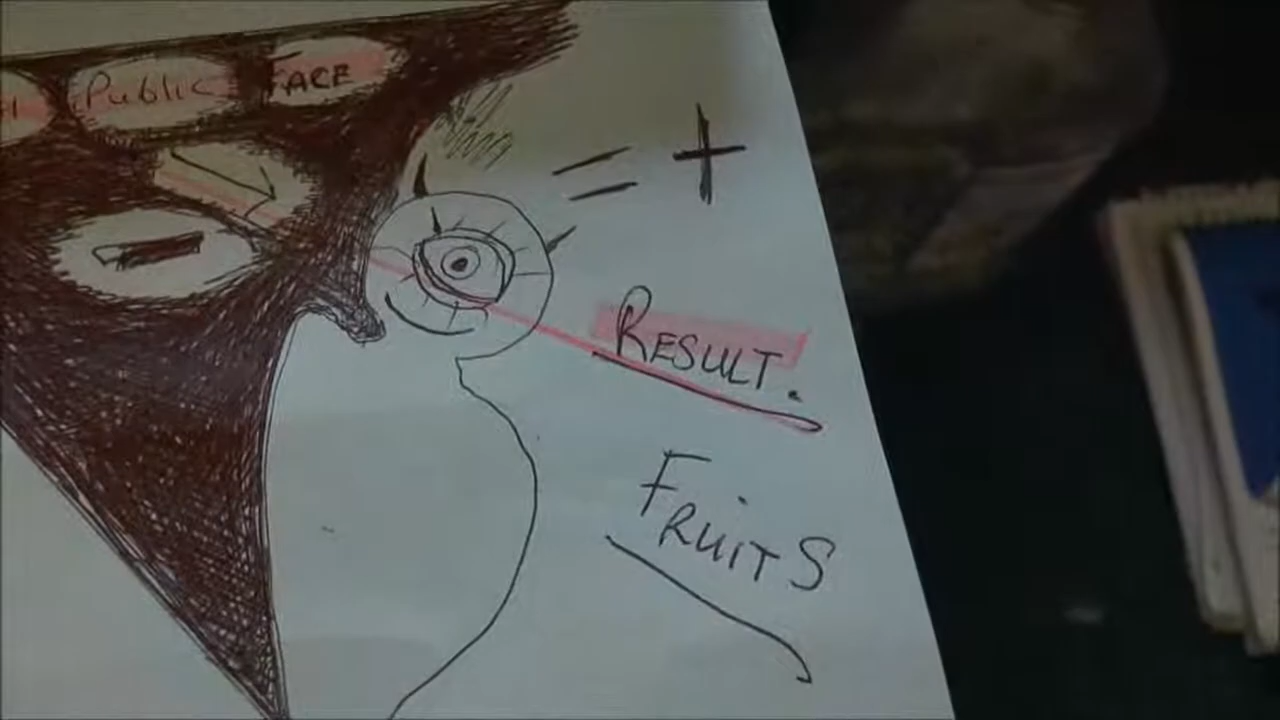 Public FACE
= +
RESULT.
FRUITS